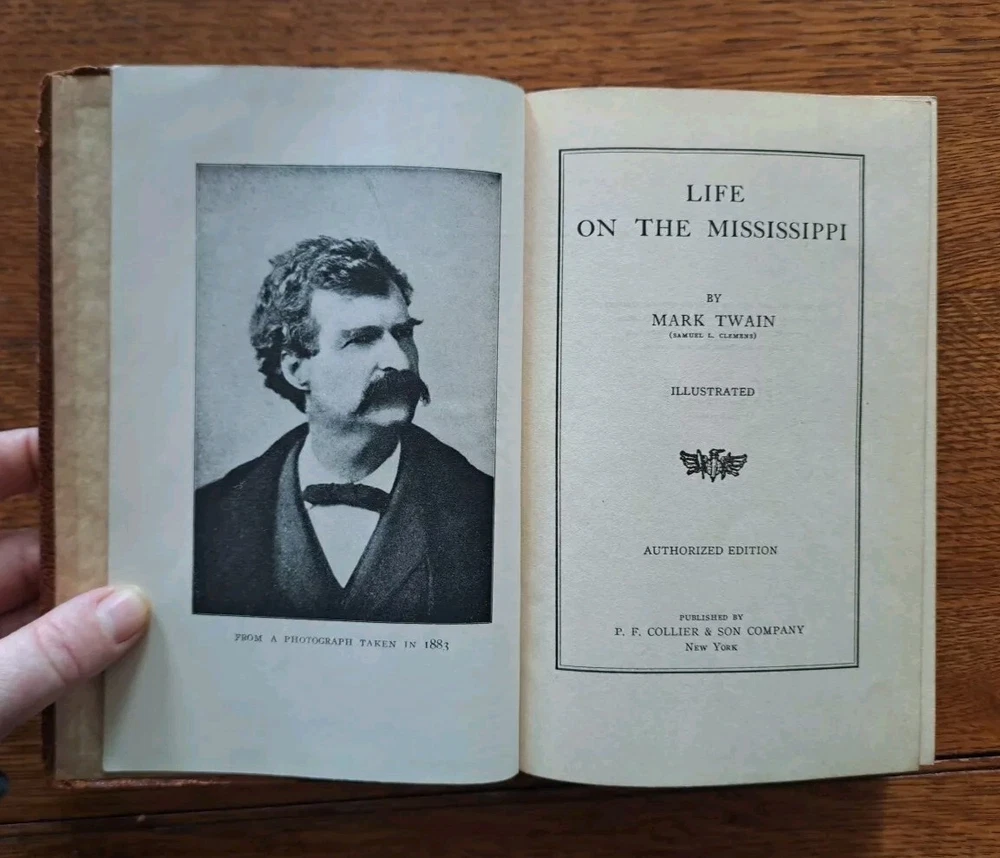 FROM A PHOTOGRAPH TAKEN IN 1883
LIFE
ON THE MISSISSIPPI
BY
MARK TWAIN
(SAMUEL L. CLEMENS)
ILLUSTRATED
AUTHORIZED EDITION
PUBLISHED BY
P. F. COLLIER & SON COMPANY
NEW YORK